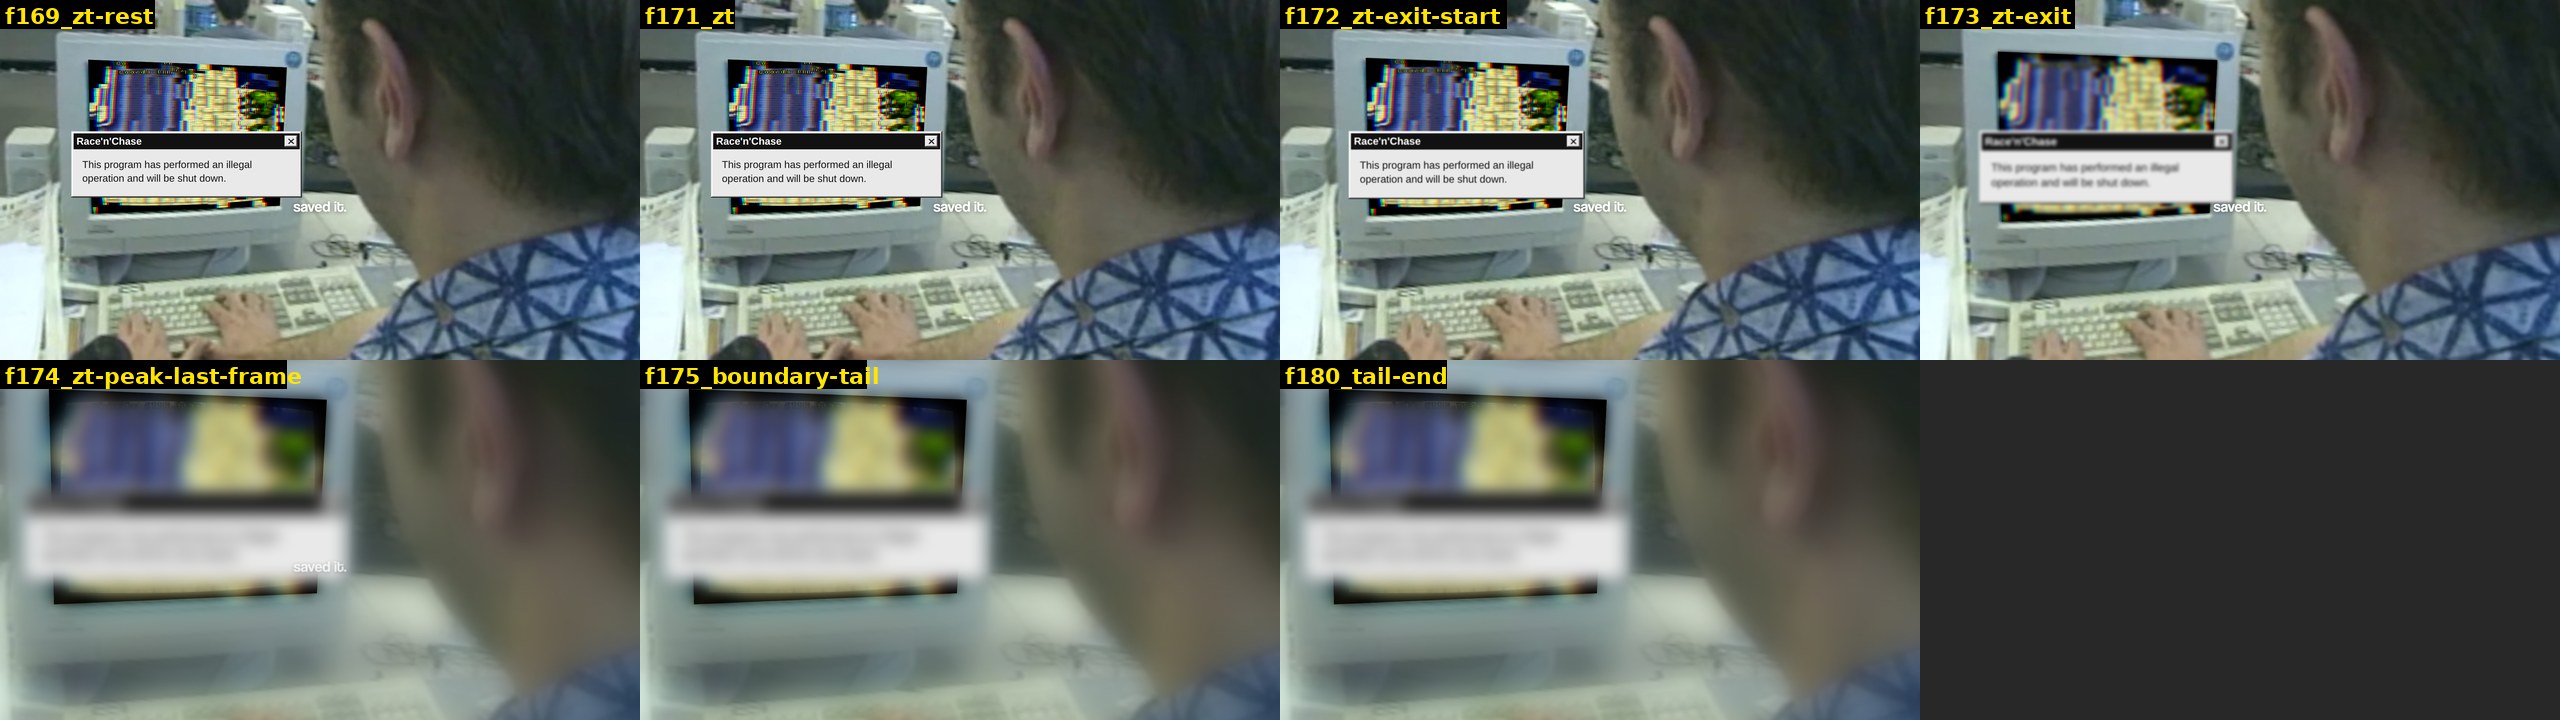 f169_zt-rest
Race'n'Chase
This program has performed an illegal
operation and will be shut down.
saved it.
f171_zt
Race'n'Chase
This program has performed an illegal
operation and will be shut down.
saved it.
f172_zt-exit-start
Race'n'Chase
This program has performed an illegal
operation and will be shut down.
saved it.
f173_zt-exit
Race'n'Chase
This program has performed an illegal
operation and will be shut down.
saved it.
f174_zt-peak-last-frame
saved it.
f175_boundary-tail
f180_tail-end